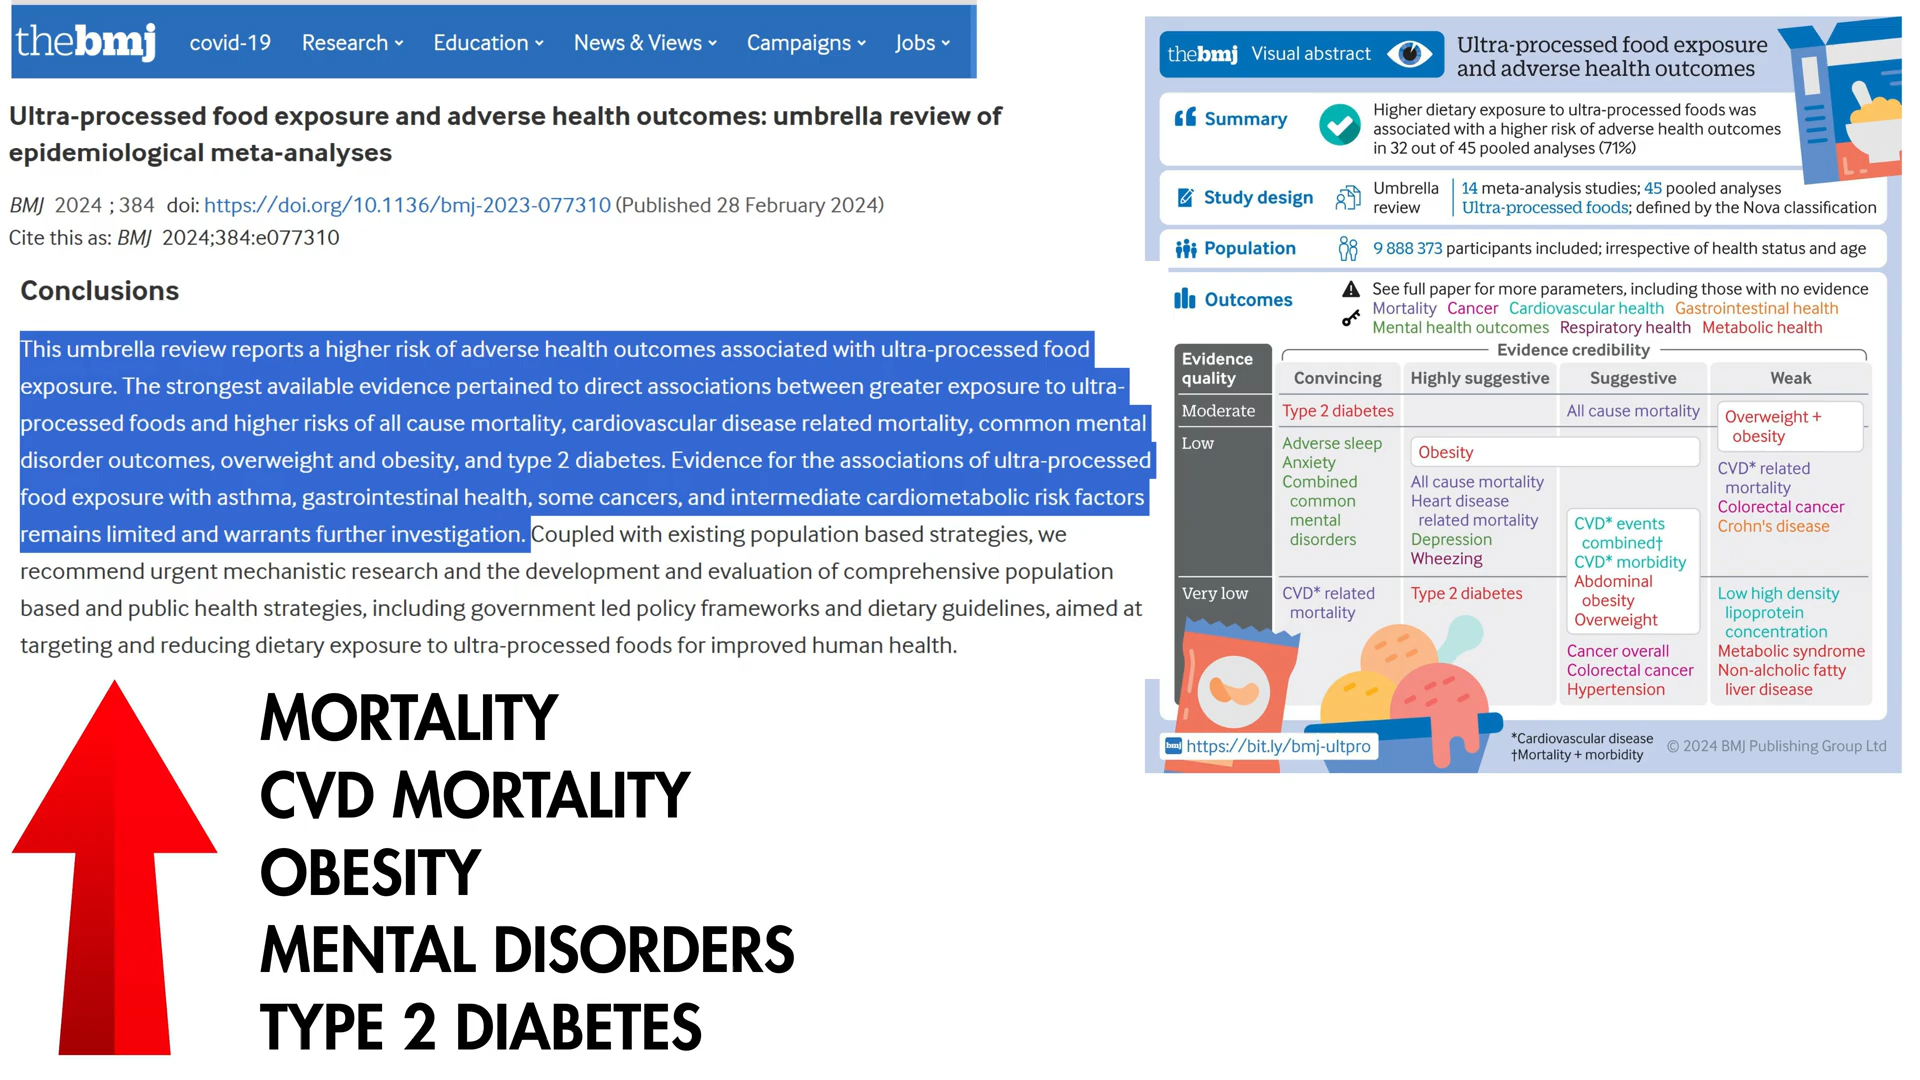 thebmj covid-19 Research Education News & Views Campaigns Jobs
Ultra-processed food exposure and adverse health outcomes: umbrella review of
epidemiological meta-analyses
BMJ 2024 ; 384 doi: https://doi.org/10.1136/bmj-2023-077310 (Published 28 February 2024)
Cite this as: BMJ 2024;384:e077310
Conclusions
This umbrella review reports a higher risk of adverse health outcomes associated with ultra-processed food
exposure. The strongest available evidence pertained to direct associations between greater exposure to ultra-
processed foods and higher risks of all cause mortality, cardiovascular disease related mortality, common mental
disorder outcomes, overweight and obesity, and type 2 diabetes. Evidence for the associations of ultra-processed
food exposure with asthma, gastrointestinal health, some cancers, and intermediate cardiometabolic risk factors
remains limited and warrants further investigation. Coupled with existing population based strategies, we
recommend urgent mechanistic research and the development and evaluation of comprehensive population
based and public health strategies, including government led policy frameworks and dietary guidelines, aimed at
targeting and reducing dietary exposure to ultra-processed foods for improved human health.
MORTALITY
CVD MORTALITY
OBESITY
MENTAL DISORDERS
TYPE 2 DIABETES
thebmj Visual abstract
Ultra-processed food exposure
and adverse health outcomes
Summary
Higher dietary exposure to ultra-processed foods was
associated with a higher risk of adverse health outcomes
in 32 out of 45 pooled analyses (71%)
Study design
Umbrella
review
14 meta-analysis studies; 45 pooled analyses
Ultra-processed foods; defined by the Nova classification
Population
9 888 373 participants included; irrespective of health status and age
Outcomes
See full paper for more parameters, including those with no evidence
Mortality Cancer Cardiovascular health Gastrointestinal health
Mental health outcomes Respiratory health Metabolic health
Evidence
quality
Evidence credibility
Convincing Highly suggestive Suggestive Weak
Moderate
Type 2 diabetes
All cause mortality
Overweight +
obesity
Low
Adverse sleep
Anxiety
Combined
common
mental
disorders
Obesity
All cause mortality
Heart disease
related mortality
Depression
Wheezing
CVD* events
combined†
CVD* morbidity
Abdominal
obesity
Overweight
CVD* related
mortality
Colorectal cancer
Crohn's disease
Very low
CVD* related
mortality
Type 2 diabetes
Cancer overall
Colorectal cancer
Hypertension
Low high density
lipoprotein
concentration
Metabolic syndrome
Non-alcholic fatty
liver disease
bmj https://bit.ly/bmj-ultpro
*Cardiovascular disease
†Mortality + morbidity
© 2024 BMJ Publishing Group Ltd